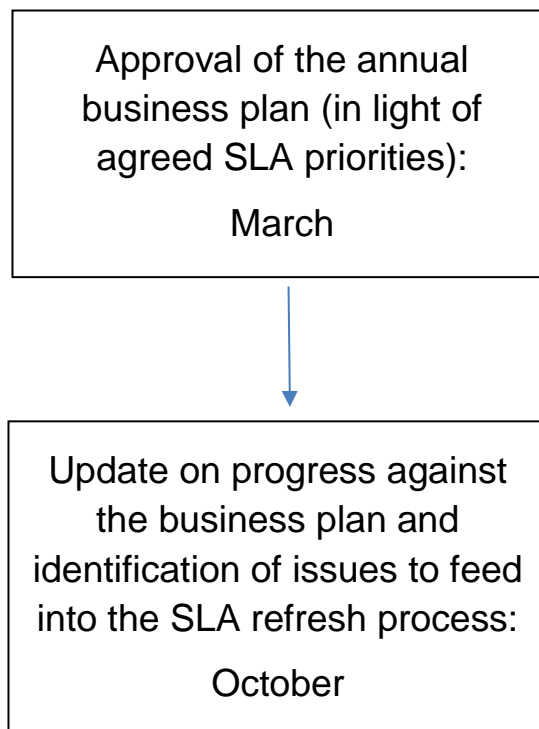 Approval of the annual
business plan (in light of
agreed SLA priorities):
March
Update on progress against
the business plan and
identification of issues to feed
into the SLA refresh process:
October